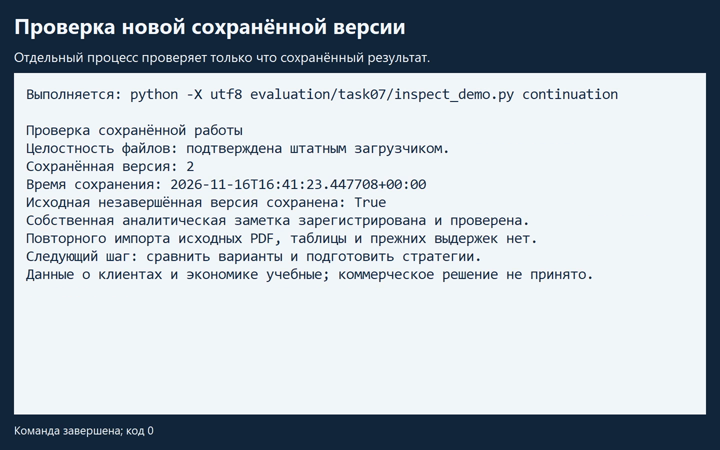 Проверка новой сохранённой версии
Отдельный процесс проверяет только что сохранённый результат.
Выполняется: python -X utf8 evaluation/task07/inspect_demo.py continuation
Проверка сохранённой работы
Целостность файлов: подтверждена штатным загрузчиком.
Сохранённая версия: 2
Время сохранения: 2026-11-16T16:41:23.447708+00:00
Исходная незавершённая версия сохранена: True
Собственная аналитическая заметка зарегистрирована и проверена.
Повторного импорта исходных PDF, таблицы и прежних выдержек нет.
Следующий шаг: сравнить варианты и подготовить стратегии.
Данные о клиентах и экономике учебные; коммерческое решение не принято.
Команда завершена; код 0